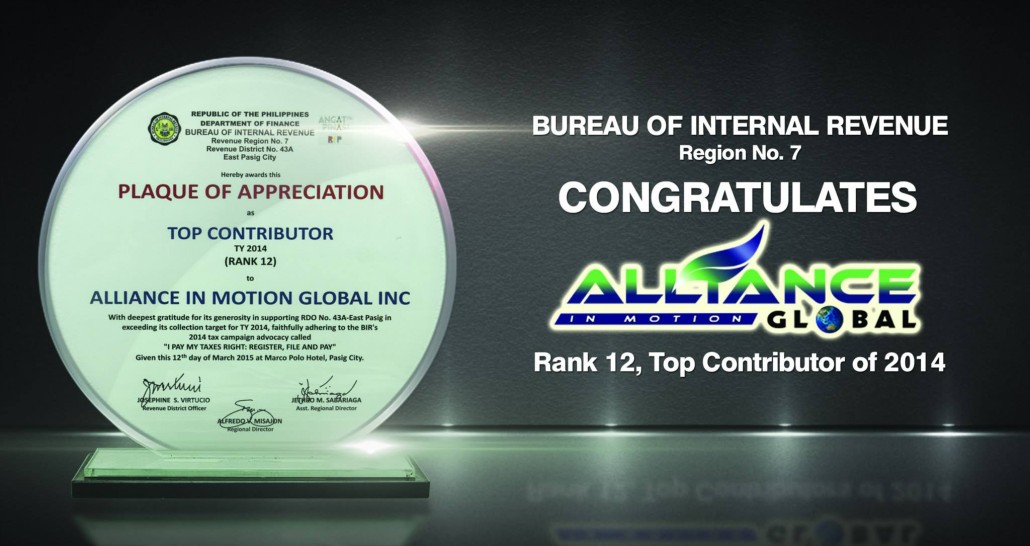 REPUBLIC OF THE PHILIPPINES
DEPARTMENT OF FINANCE
BUREAU OF INTERNAL REVENUE
Revenue Region No. 7
Revenue District No. 43A
East Pasig City
Hereby awards this
PLAQUE OF APPRECIATION
as
TOP CONTRIBUTOR
TY 2014
(RANK 12)
to
ALLIANCE IN MOTION GLOBAL INC
With deepest gratitude for its generosity in supporting RDO No. 43A-East Pasig in
exceeding its collection target for TY 2014, faithfully adhering to the BIR's
2014 tax campaign advocacy called
"I PAY MY TAXES RIGHT: REGISTER, FILE AND PAY"
Given this 12th day of March 2015 at Marco Polo Hotel, Pasig City.
JOSEPHINE S. VIRTUCIO
Revenue District Officer
JETHRO M. SABARIAGA
Asst. Regional Director
ALFREDO V. MISAJON
Regional Director
BUREAU OF INTERNAL REVENUE
Region No. 7
CONGRATULATES
ALLIANCE
IN MOTION GLOBAL
Rank 12, Top Contributor of 2014